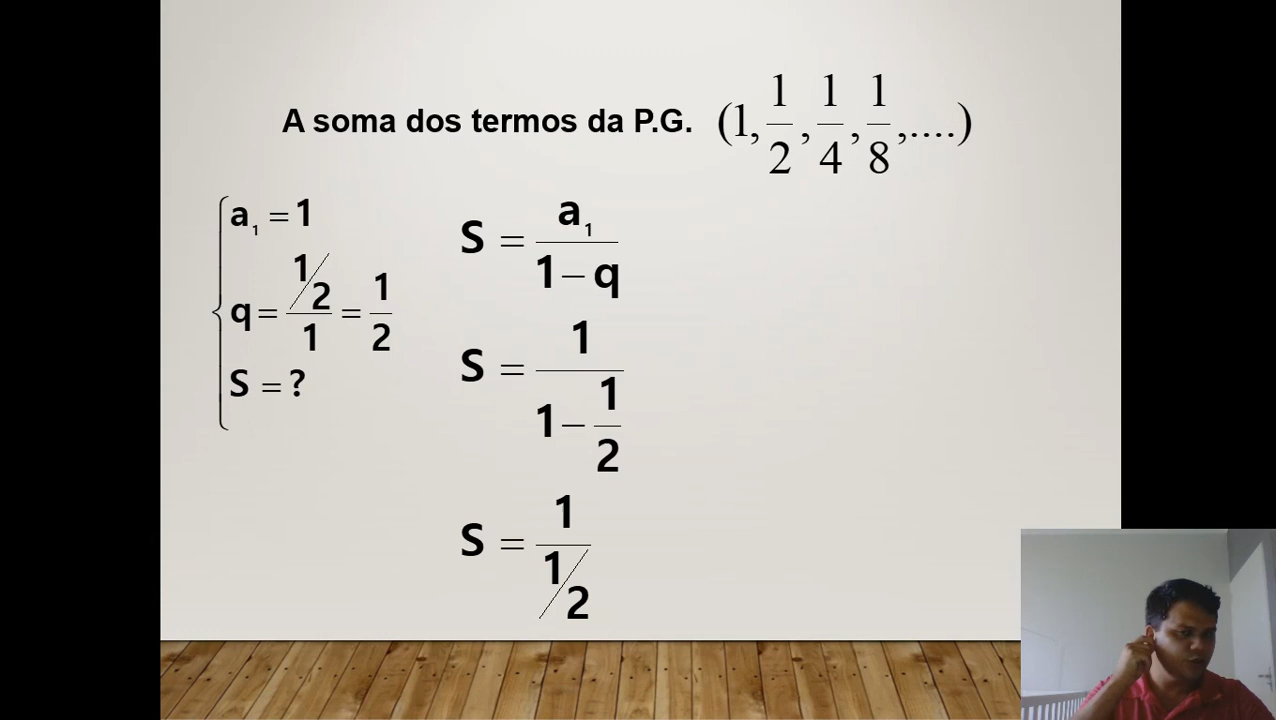 A soma dos termos da P.G. (1, 1/2, 1/4, 1/8, ....)
a₁ = 1
q = (1/2)/1 = 1/2
S = ?
S = a₁/(1 − q)
S = 1/(1 − 1/2)
S = 1/(1/2)